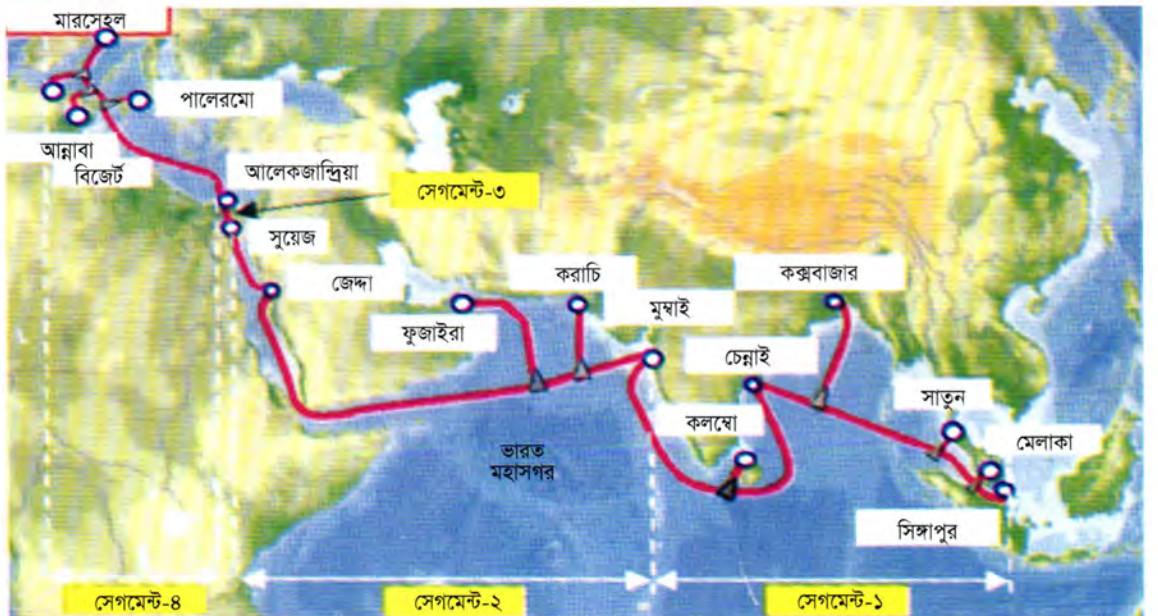 মারসেহল
পালেরমো
আন্নাবা
বিজের্ট
আলেকজান্দ্রিয়া
সেগমেন্ট-৩
সুয়েজ
জেদ্দা
করাচি
কক্সবাজার
ফুজাইরা
মুম্বাই
চেন্নাই
সাতুন
কলম্বো
মেলাকা
ভারত
মহাসগর
সিঙ্গাপুর
সেগমেন্ট-৪
সেগমেন্ট-২
সেগমেন্ট-১